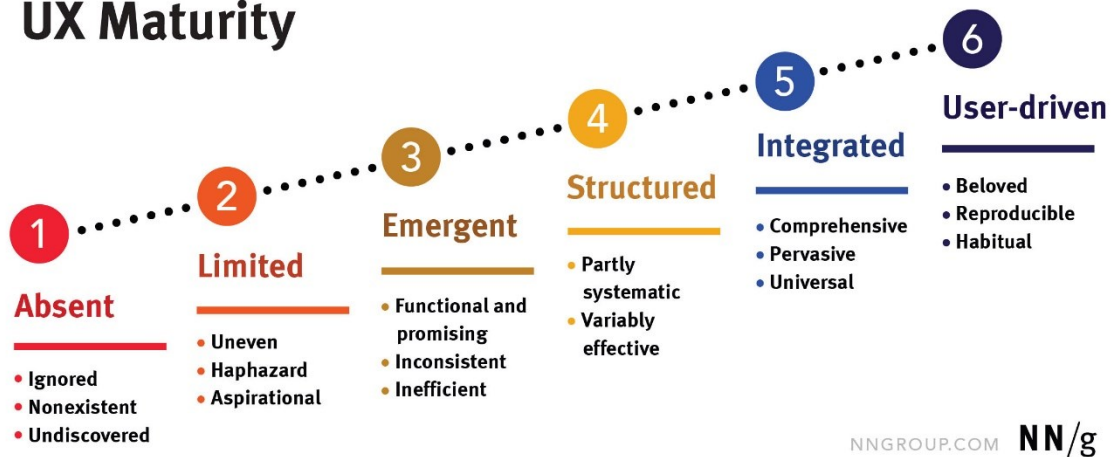 UX Maturity
1
Absent
• Ignored
• Nonexistent
• Undiscovered
2
Limited
• Uneven
• Haphazard
• Aspirational
3
Emergent
• Functional and
promising
• Inconsistent
• Inefficient
4
Structured
• Partly
systematic
• Variably
effective
5
Integrated
• Comprehensive
• Pervasive
• Universal
6
User-driven
• Beloved
• Reproducible
• Habitual
NNGROUP.COM NN/g